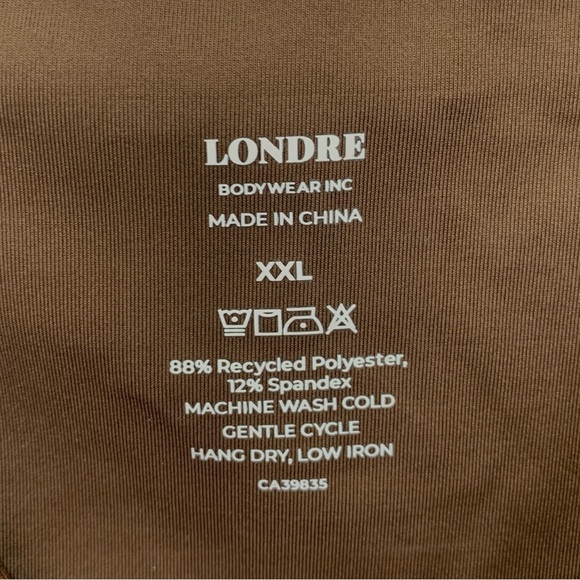 LONDRE
BODYWEAR INC
MADE IN CHINA
XXL
88% Recycled Polyester,
12% Spandex
MACHINE WASH COLD
GENTLE CYCLE
HANG DRY, LOW IRON
CA39835